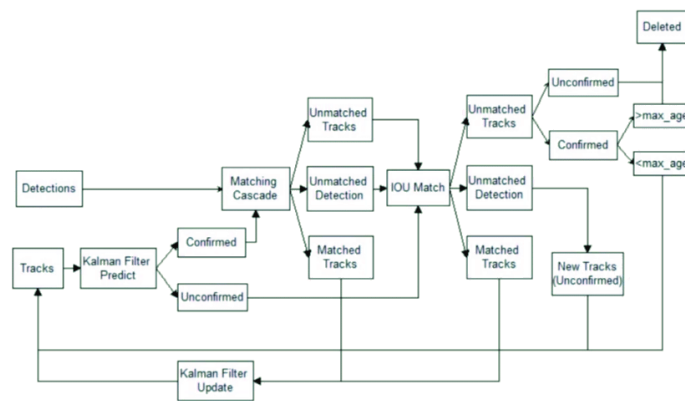 Deleted
Unconfirmed
Unmatched
Tracks
Unmatched
Tracks
>max_age
Confirmed
<max_age
Detections
Matching
Cascade
Unmatched
Detection
IOU Match
Unmatched
Detection
Confirmed
Tracks
Kalman Filter
Predict
Matched
Tracks
Matched
Tracks
New Tracks
(Unconfirmed)
Unconfirmed
Kalman Filter
Update